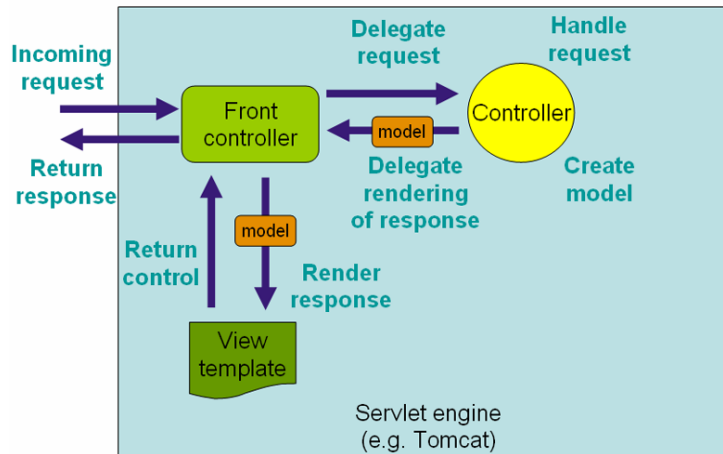 Incoming
request
Return
response
Front
controller
Delegate
request
Handle
request
Controller
model
Delegate
rendering
of response
Create
model
model
Return
control
Render
response
View
template
Servlet engine
(e.g. Tomcat)